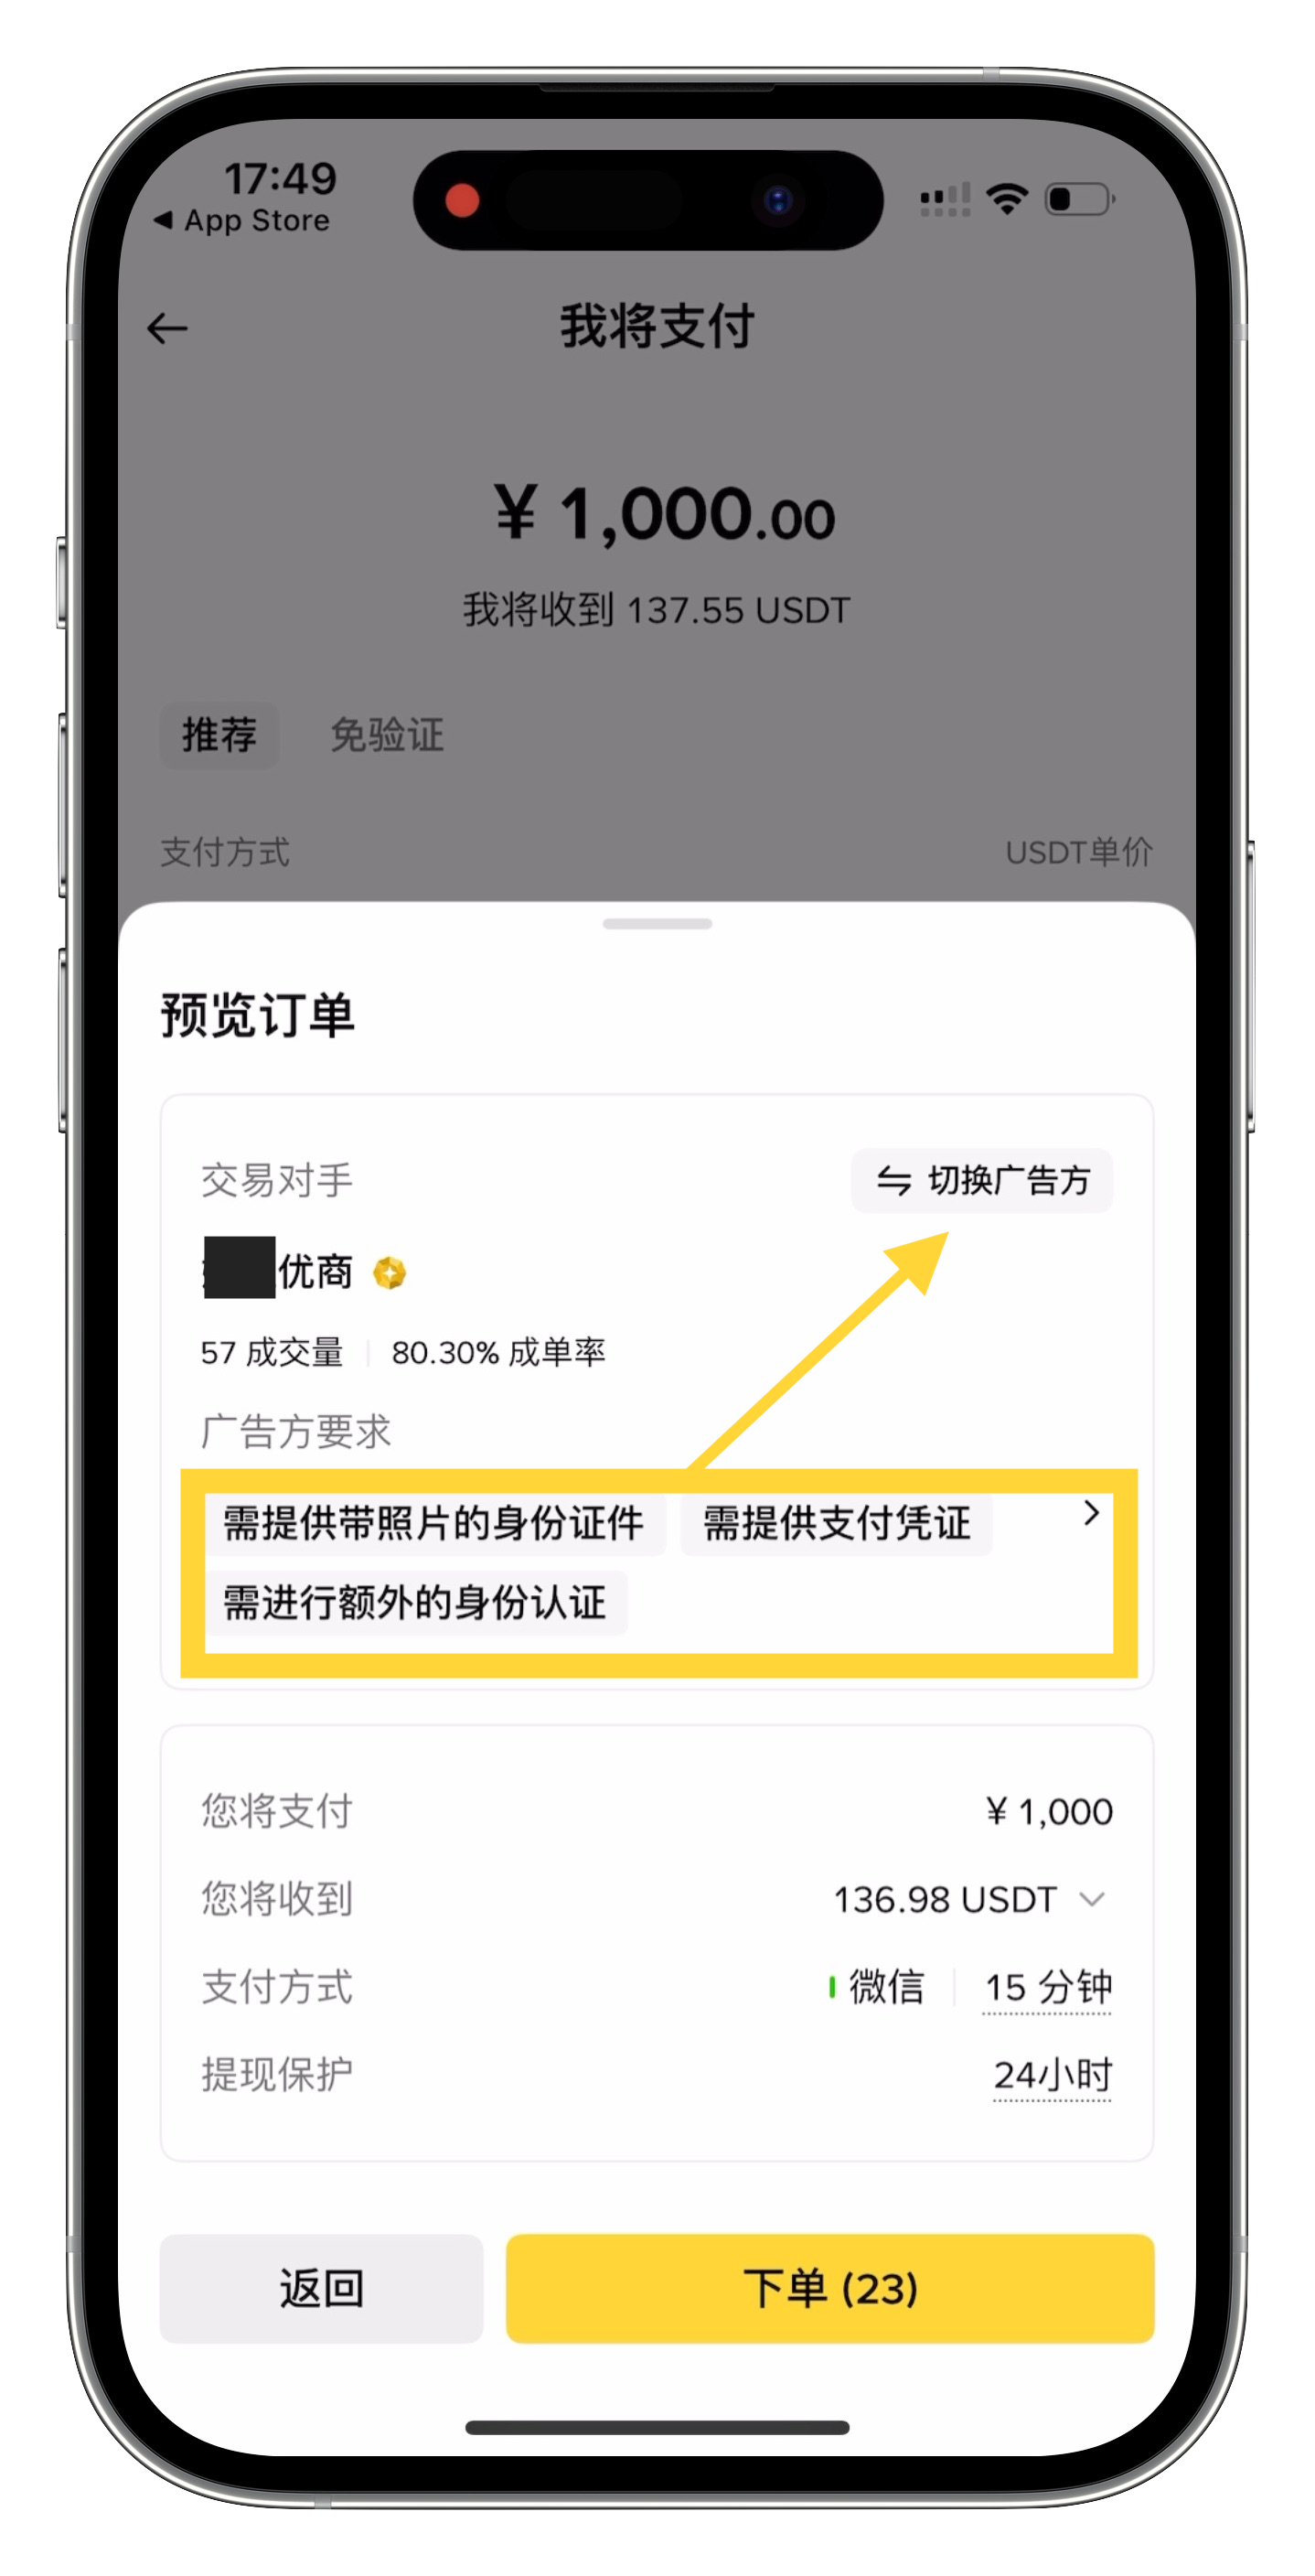 17:49
◀ App Store
我将支付
¥ 1,000.00
我将收到 137.55 USDT
推荐 免验证
支付方式 USDT单价
预览订单
交易对手 切换广告方
优商
57 成交量 80.30% 成单率
广告方要求
需提供带照片的身份证件 需提供支付凭证
需进行额外的身份认证
您将支付 ¥ 1,000
您将收到 136.98 USDT
支付方式 微信 15 分钟
提现保护 24小时
返回 下单 (23)